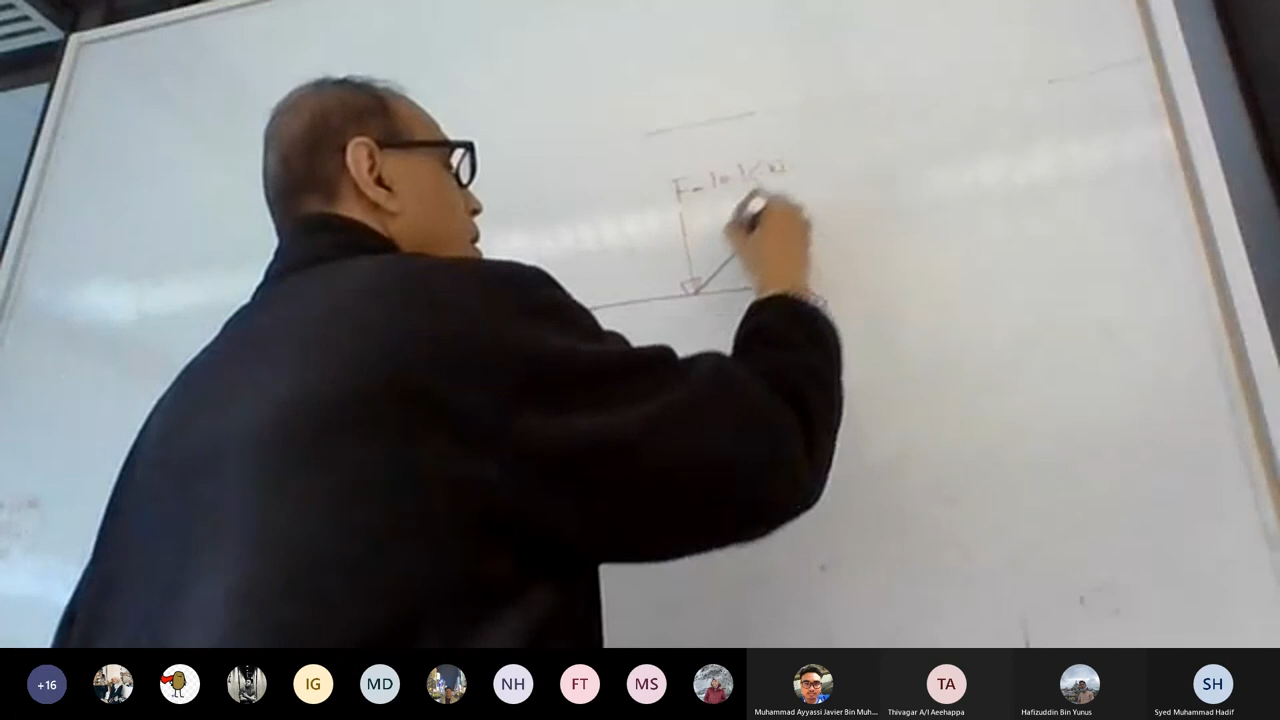 +16
IG
MD
NH
FT
MS
Muhammad Ayyassi Javier Bin Muh...
TA
Thivagar A/l Aeehappa
Hafizuddin Bin Yunus
SH
Syed Muhammad Hadif